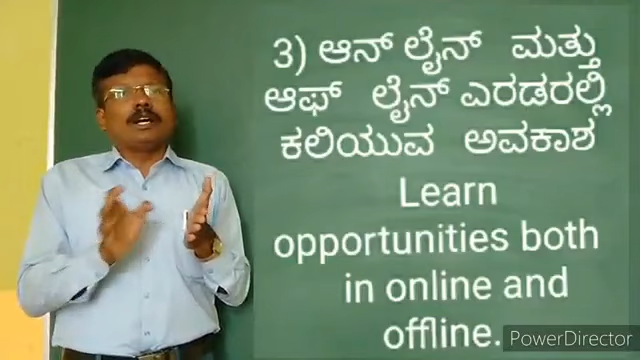 3) ಆನ್ ಲೈನ್ ಮತ್ತು
ಆಫ್ ಲೈನ್ ಎರಡರಲ್ಲಿ
ಕಲಿಯುವ ಅವಕಾಶ
Learn
opportunities both
in online and
offline.
PowerDirector